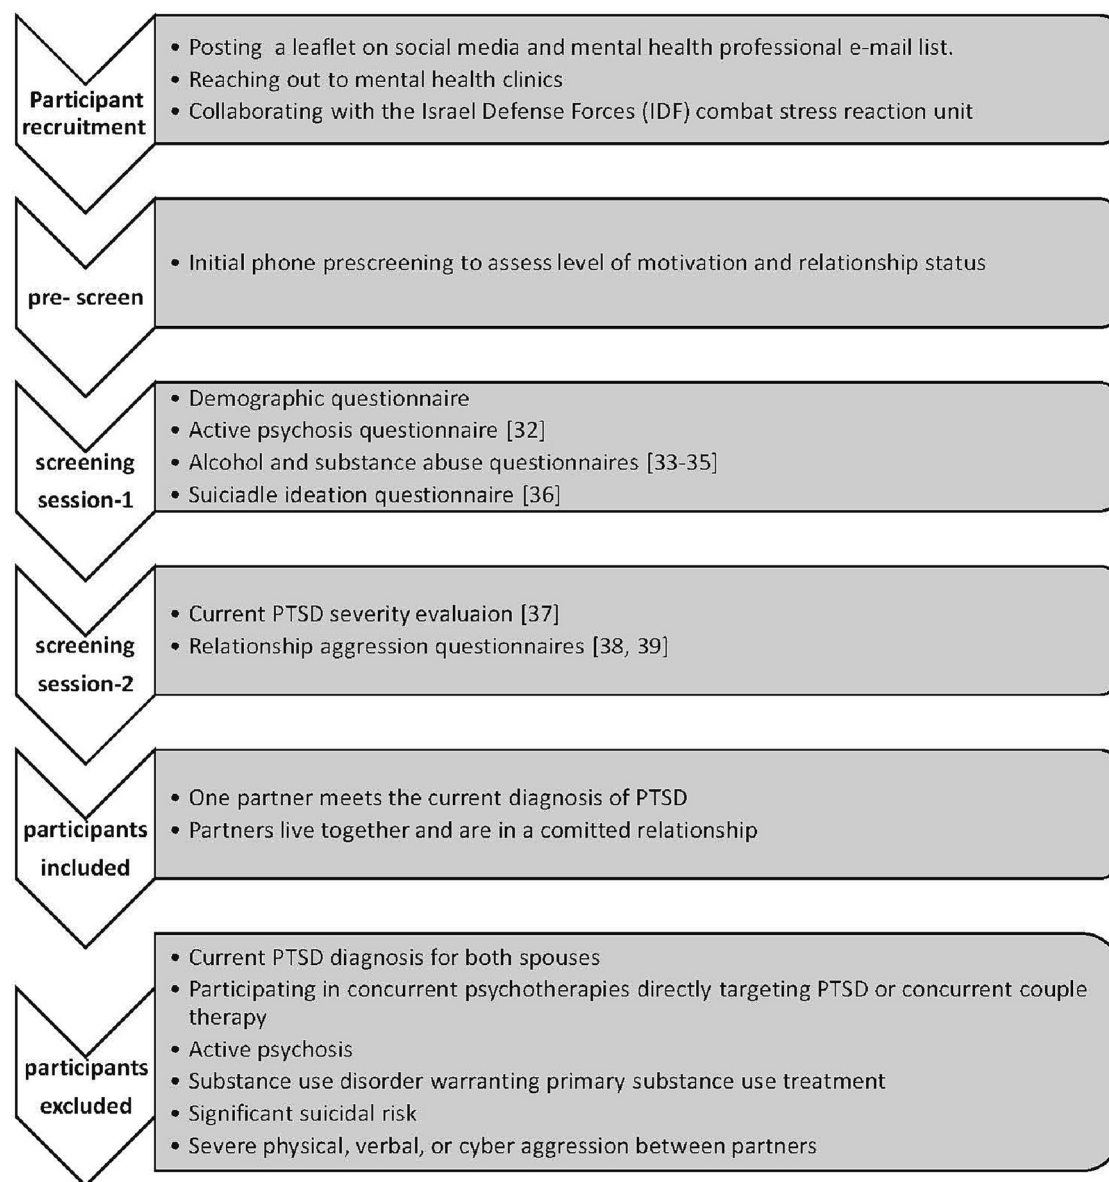 Participant
recruitment
• Posting a leaflet on social media and mental health professional e-mail list.
• Reaching out to mental health clinics
• Collaborating with the Israel Defense Forces (IDF) combat stress reaction unit
pre- screen
• Initial phone prescreening to assess level of motivation and relationship status
screening
session-1
• Demographic questionnaire
• Active psychosis questionnaire [32]
• Alcohol and substance abuse questionnaires [33-35]
• Suiciadle ideation questionnaire [36]
screening
session-2
• Current PTSD severity evaluaion [37]
• Relationship aggression questionnaires [38, 39]
participants
included
• One partner meets the current diagnosis of PTSD
• Partners live together and are in a comitted relationship
participants
excluded
• Current PTSD diagnosis for both spouses
• Participating in concurrent psychotherapies directly targeting PTSD or concurrent couple
therapy
• Active psychosis
• Substance use disorder warranting primary substance use treatment
• Significant suicidal risk
• Severe physical, verbal, or cyber aggression between partners